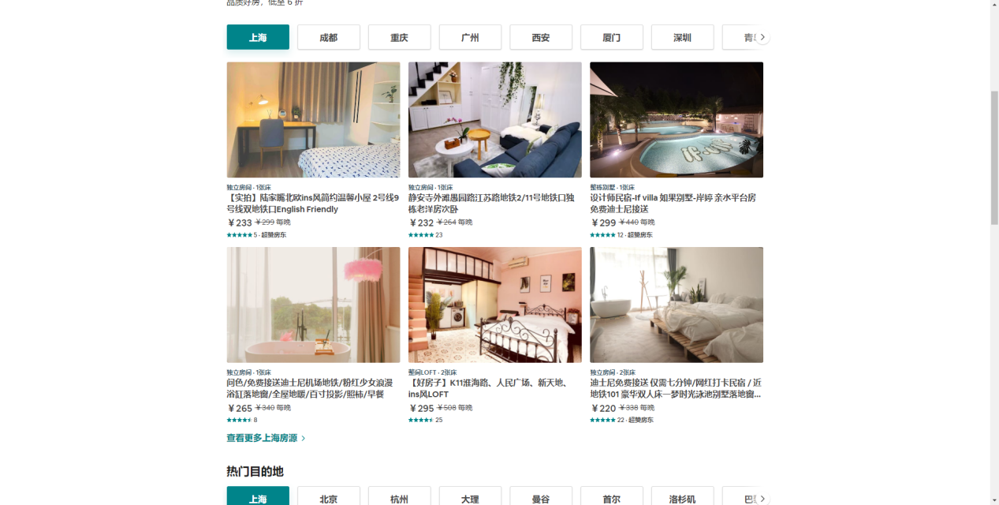 品质好房，低至 6 折
上海 成都 重庆 广州 西安 厦门 深圳
独立房间 · 1张床
【实拍】陆家嘴北欧ins风简约温馨小屋 2号线9
号线双地铁口English Friendly
￥233 ￥299 每晚
5 · 超赞房东
独立房间 · 1张床
静安寺外滩愚园路江苏路地铁2/11号地铁口独
栋老洋房次卧
￥232 ￥264 每晚
23
整栋别墅 · 1张床
设计师民宿-If villa 如果别墅-岸婷 亲水平台房
免费迪士尼接送
￥299 ￥440 每晚
12 · 超赞房东
独立房间 · 1张床
间色/免费接送迪士尼机场地铁/粉红少女浪漫
浴缸落地窗/全屋地暖/百寸投影/照柿/早餐
￥265 ￥340 每晚
8
整间LOFT · 2张床
【好房子】K11淮海路、人民广场、新天地、
ins风LOFT
￥295 ￥508 每晚
25
独立房间 · 2张床
迪士尼免费接送 仅需七分钟/网红打卡民宿 / 近
地铁101 豪华双人床一梦时光泳池别墅落地窗...
￥220 ￥338 每晚
22 · 超赞房东
查看更多上海房源
热门目的地
上海 北京 杭州 大理 曼谷 首尔 洛杉矶